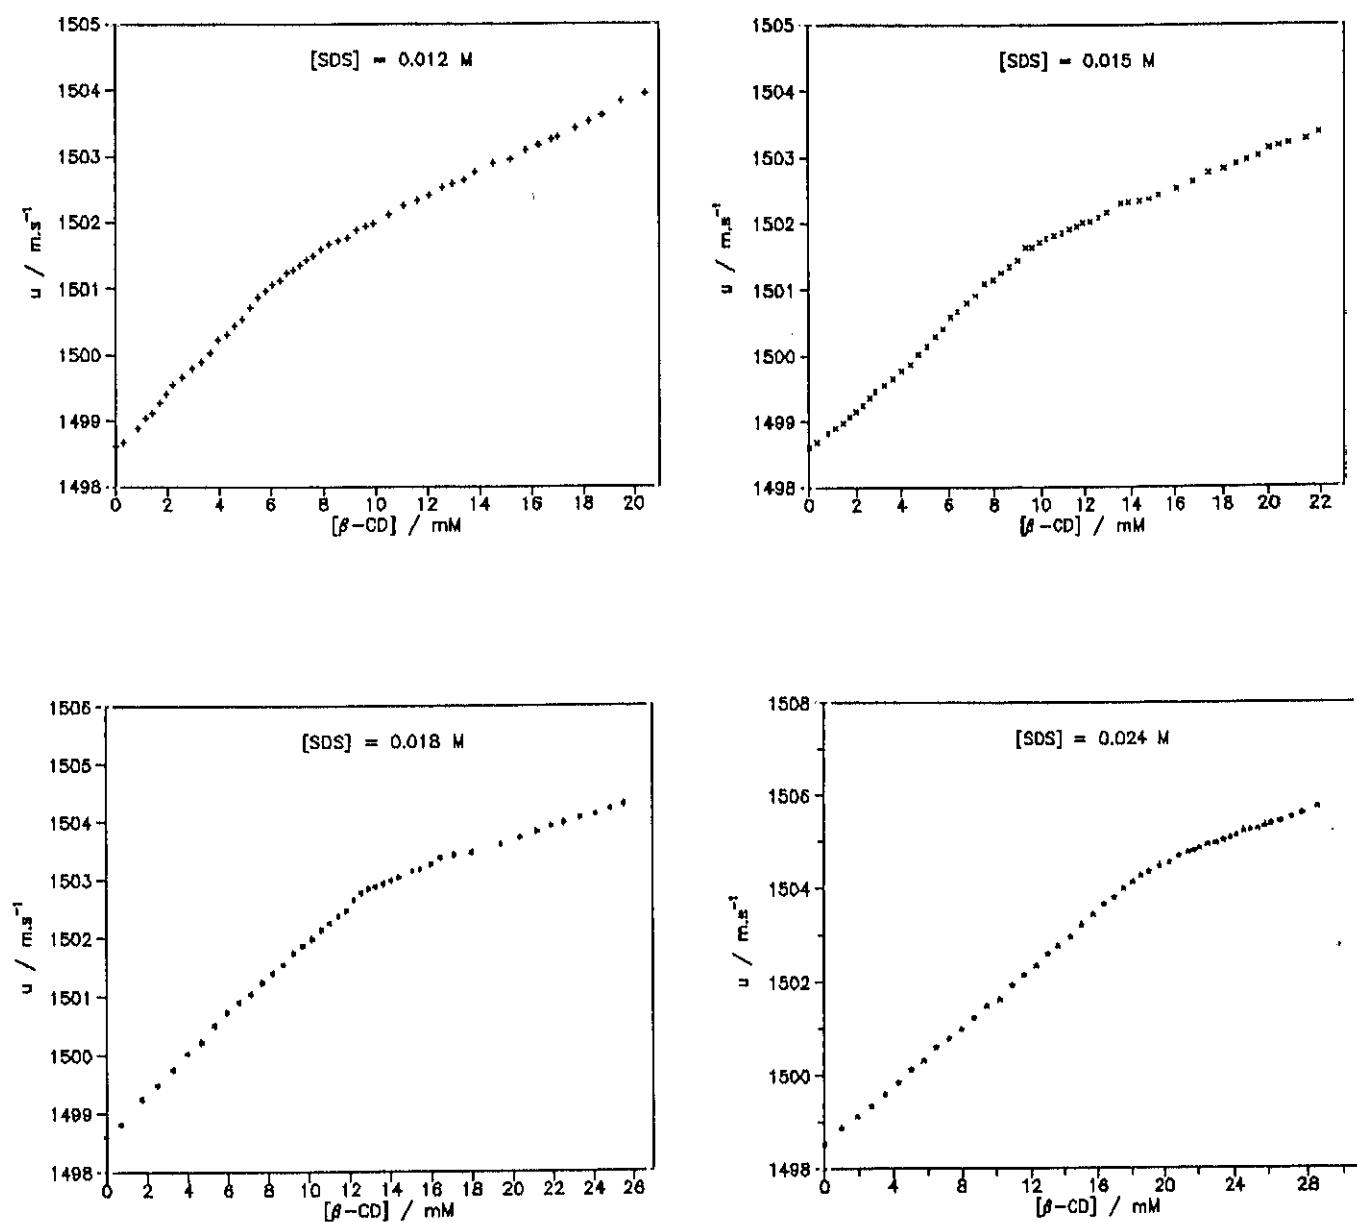 1505
1504
1503
1502
1501
1500
1499
1498
u / m.s⁻¹
[SDS] = 0.012 M
0 2 4 6 8 10 12 14 16 18 20
[β-CD] / mM
1505
1504
1503
1502
1501
1500
1499
1498
u / m.s⁻¹
[SDS] = 0.015 M
0 2 4 6 8 10 12 14 16 18 20 22
[β-CD] / mM
1506
1505
1504
1503
1502
1501
1500
1499
1498
u / m.s⁻¹
[SDS] = 0.018 M
0 2 4 6 8 10 12 14 16 18 20 22 24 26
[β-CD] / mM
1508
1506
1504
1502
1500
1498
u / m.s⁻¹
[SDS] = 0.024 M
0 4 8 12 16 20 24 28
[β-CD] / mM